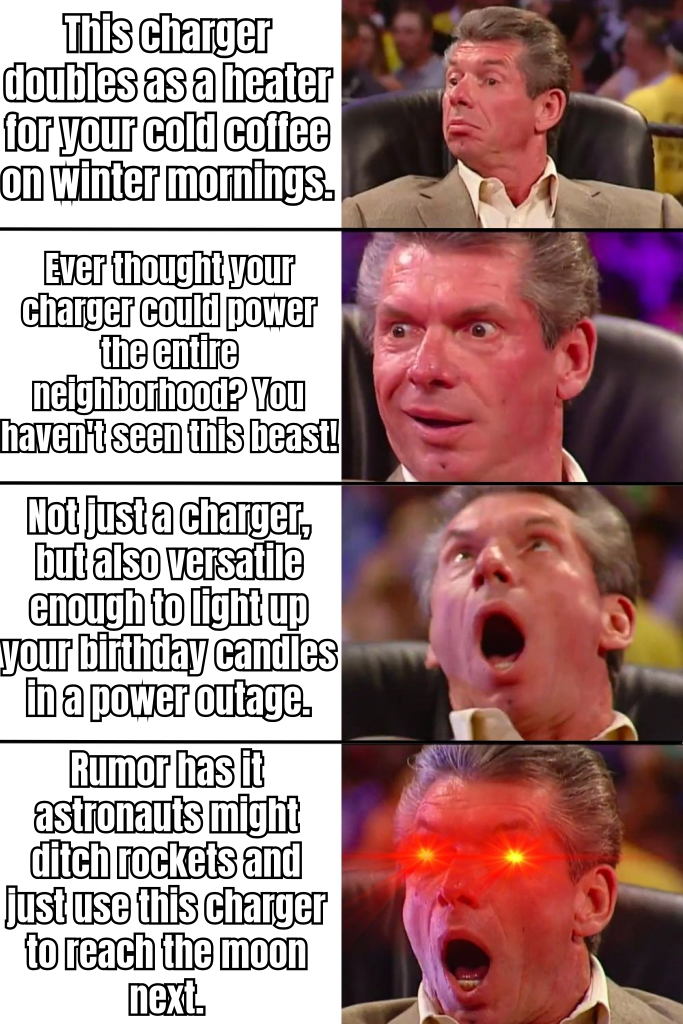 This charger
doubles as a heater
for your cold coffee
on winter mornings.
Ever thought your
charger could power
the entire
neighborhood? You
haven't seen this beast!
Not just a charger,
but also versatile
enough to light up
your birthday candles
in a power outage.
Rumor has it
astronauts might
ditch rockets and
just use this charger
to reach the moon
next.